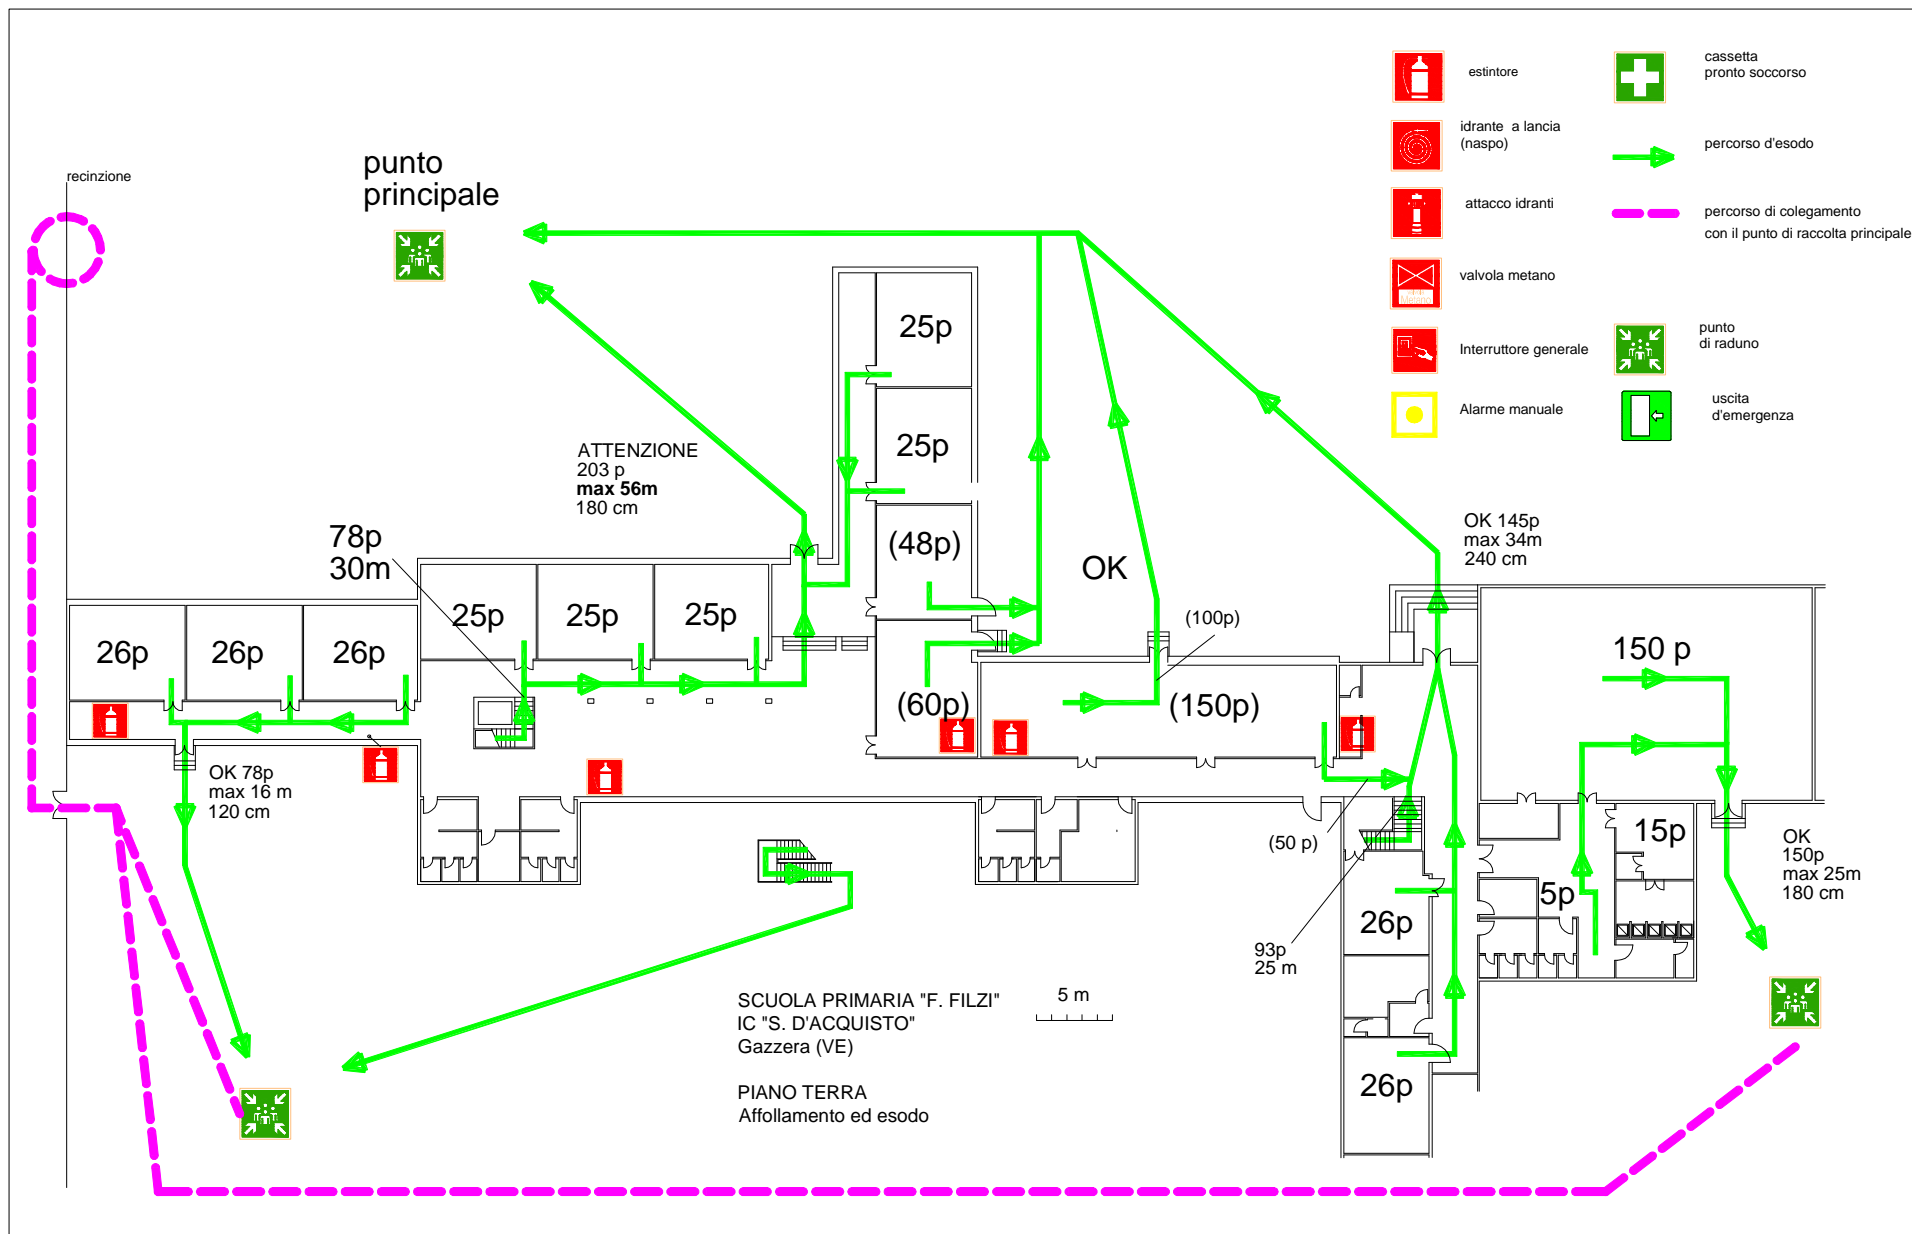 estintore
cassetta
pronto soccorso
idrante a lancia
(naspo)
percorso d'esodo
attacco idranti
percorso di colegamento
con il punto di raccolta principale
valvola metano
Metano
Interruttore generale
punto
di raduno
Alarme manuale
uscita
d'emergenza
recinzione
punto
principale
25p
25p
(48p)
(60p)
ATTENZIONE
203 p
max 56m
180 cm
78p
30m
26p
26p
26p
25p
25p
25p
OK
(100p)
(150p)
OK 145p
max 34m
240 cm
150 p
OK 78p
max 16 m
120 cm
(50 p)
93p
25 m
26p
26p
5p
15p
OK
150p
max 25m
180 cm
SCUOLA PRIMARIA "F. FILZI"
IC "S. D'ACQUISTO"
Gazzera (VE)
5 m
PIANO TERRA
Affollamento ed esodo